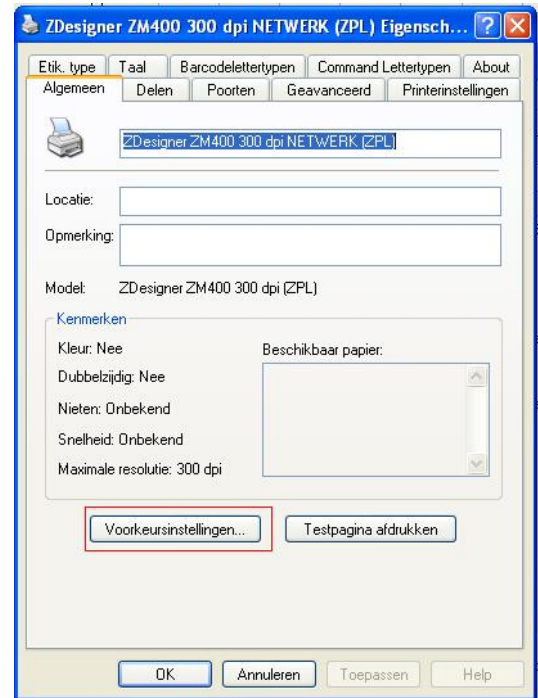 ZDesigner ZM400 300 dpi NETWERK (ZPL) Eigensch...
Etik. type Taal Barcodelettertypen Command Lettertypen About
Algemeen Delen Poorten Geavanceerd Printerinstellingen
ZDesigner ZM400 300 dpi NETWERK (ZPL)
Locatie:
Opmerking:
Model: ZDesigner ZM400 300 dpi (ZPL)
Kenmerken
Kleur: Nee Beschikbaar papier:
Dubbelzijdig: Nee
Nieten: Onbekend
Snelheid: Onbekend
Maximale resolutie: 300 dpi
Voorkeursinstellingen... Testpagina afdrukken
OK Annuleren Toepassen Help